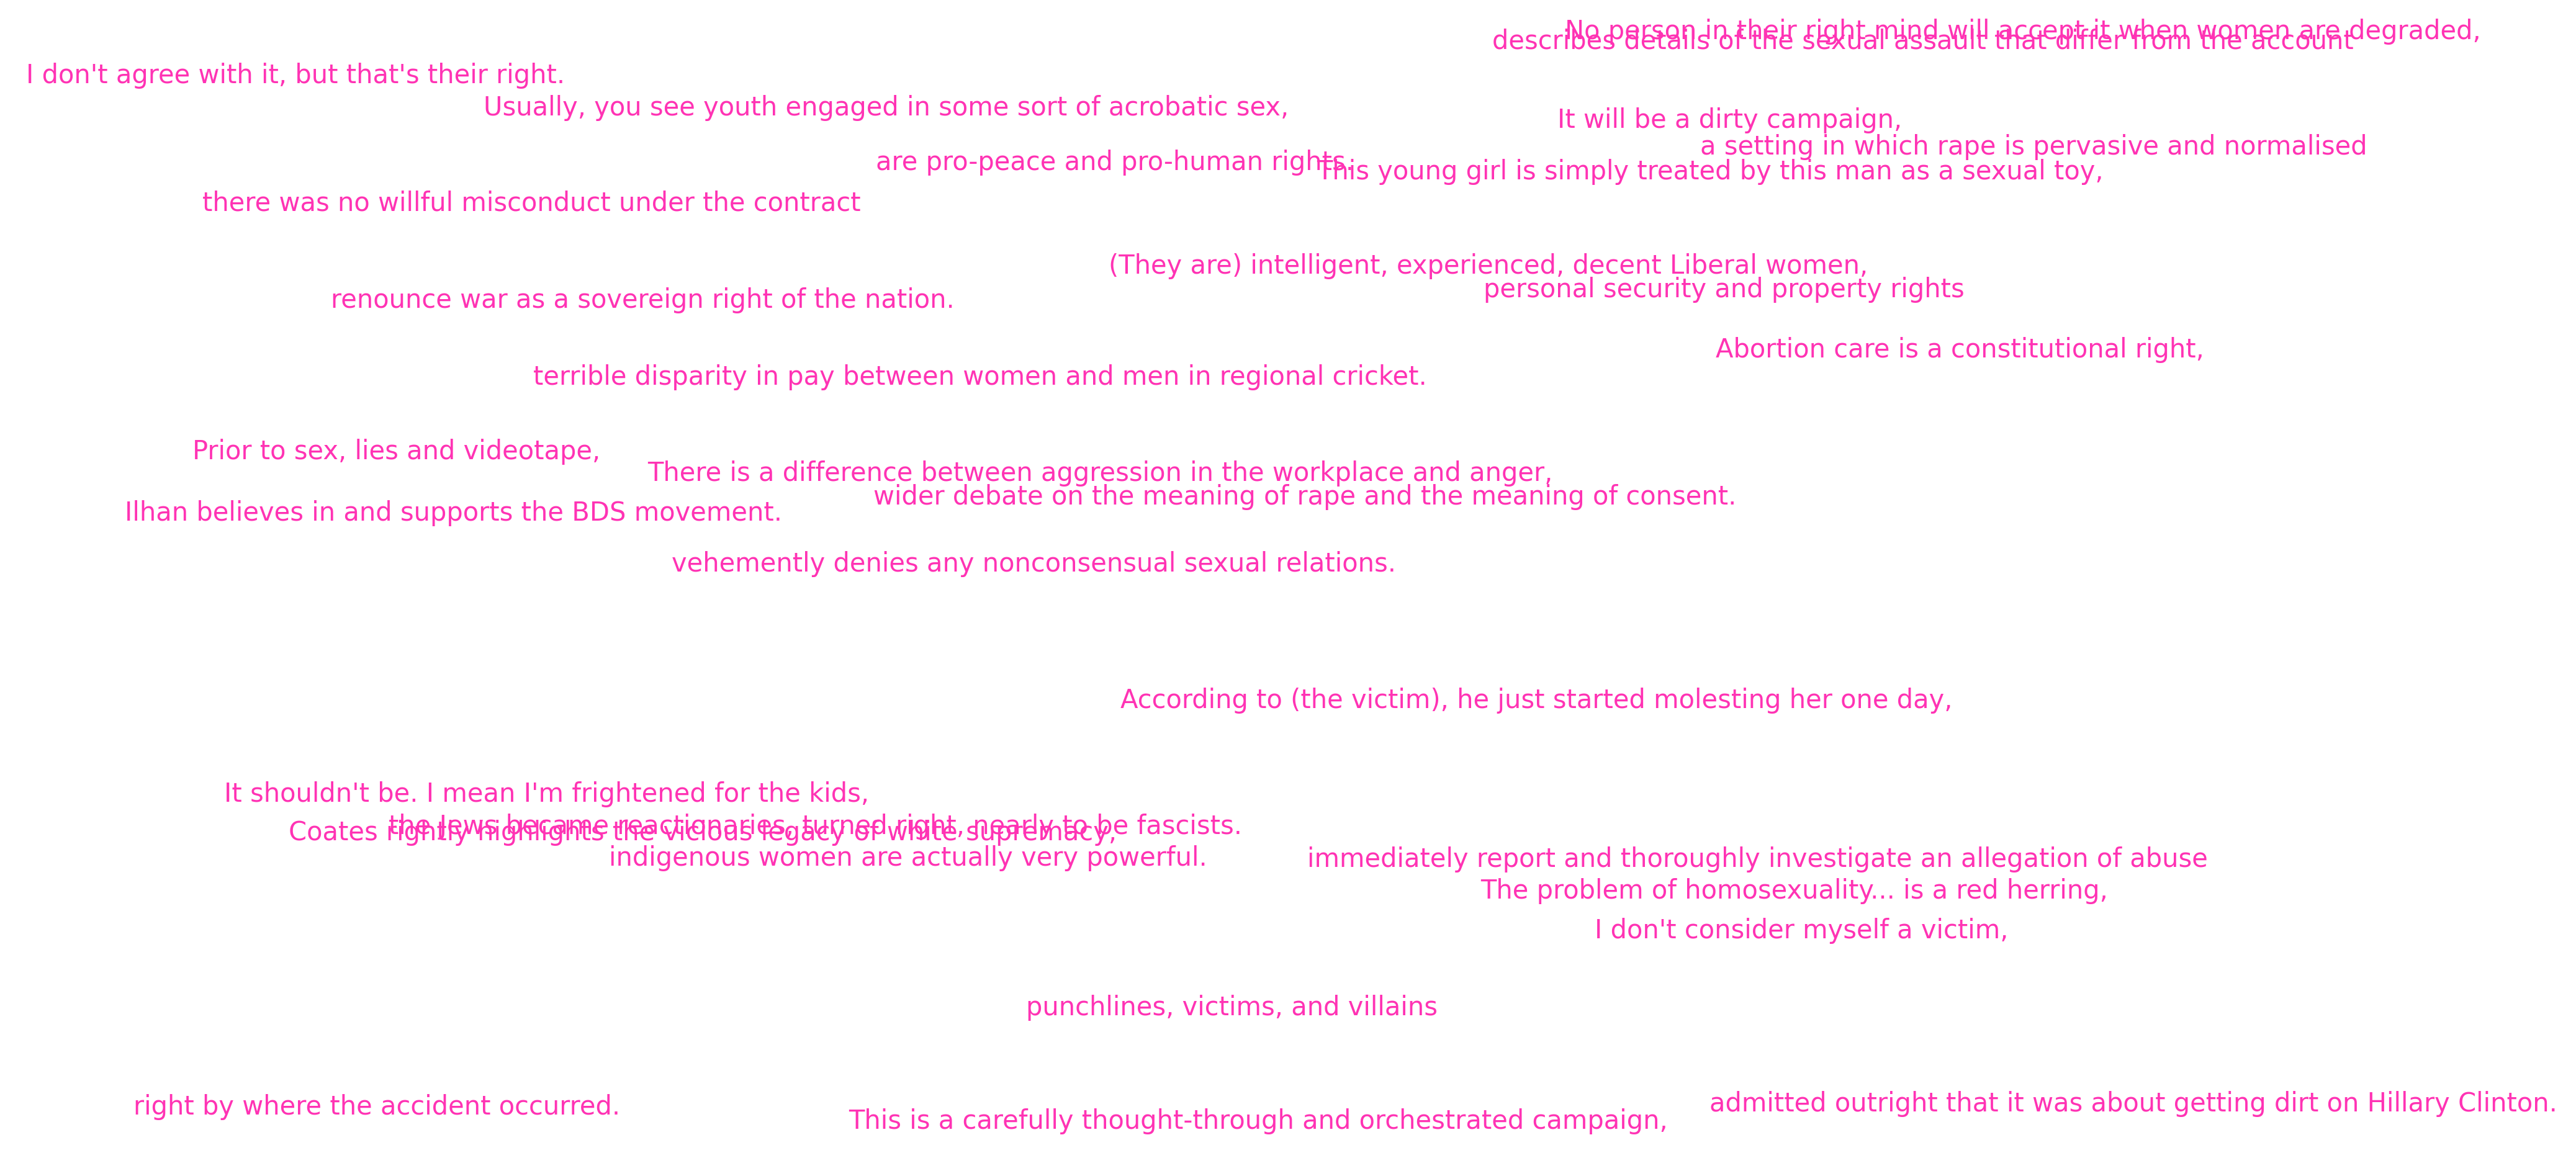 No person in their right mind will accept it when women are degraded,
describes details of the sexual assault that differ from the account
I don't agree with it, but that's their right.
Usually, you see youth engaged in some sort of acrobatic sex,
It will be a dirty campaign,
a setting in which rape is pervasive and normalised
are pro-peace and pro-human rights.
This young girl is simply treated by this man as a sexual toy,
there was no willful misconduct under the contract
(They are) intelligent, experienced, decent Liberal women,
personal security and property rights
renounce war as a sovereign right of the nation.
Abortion care is a constitutional right,
terrible disparity in pay between women and men in regional cricket.
Prior to sex, lies and videotape,
There is a difference between aggression in the workplace and anger,
wider debate on the meaning of rape and the meaning of consent.
Ilhan believes in and supports the BDS movement.
vehemently denies any nonconsensual sexual relations.
According to (the victim), he just started molesting her one day,
It shouldn't be. I mean I'm frightened for the kids,
the Jews became reactionaries, turned right, nearly to be fascists.
Coates rightly highlights the vicious legacy of white supremacy,
indigenous women are actually very powerful.
immediately report and thoroughly investigate an allegation of abuse
The problem of homosexuality... is a red herring,
I don't consider myself a victim,
punchlines, victims, and villains
admitted outright that it was about getting dirt on Hillary Clinton.
right by where the accident occurred.
This is a carefully thought-through and orchestrated campaign,